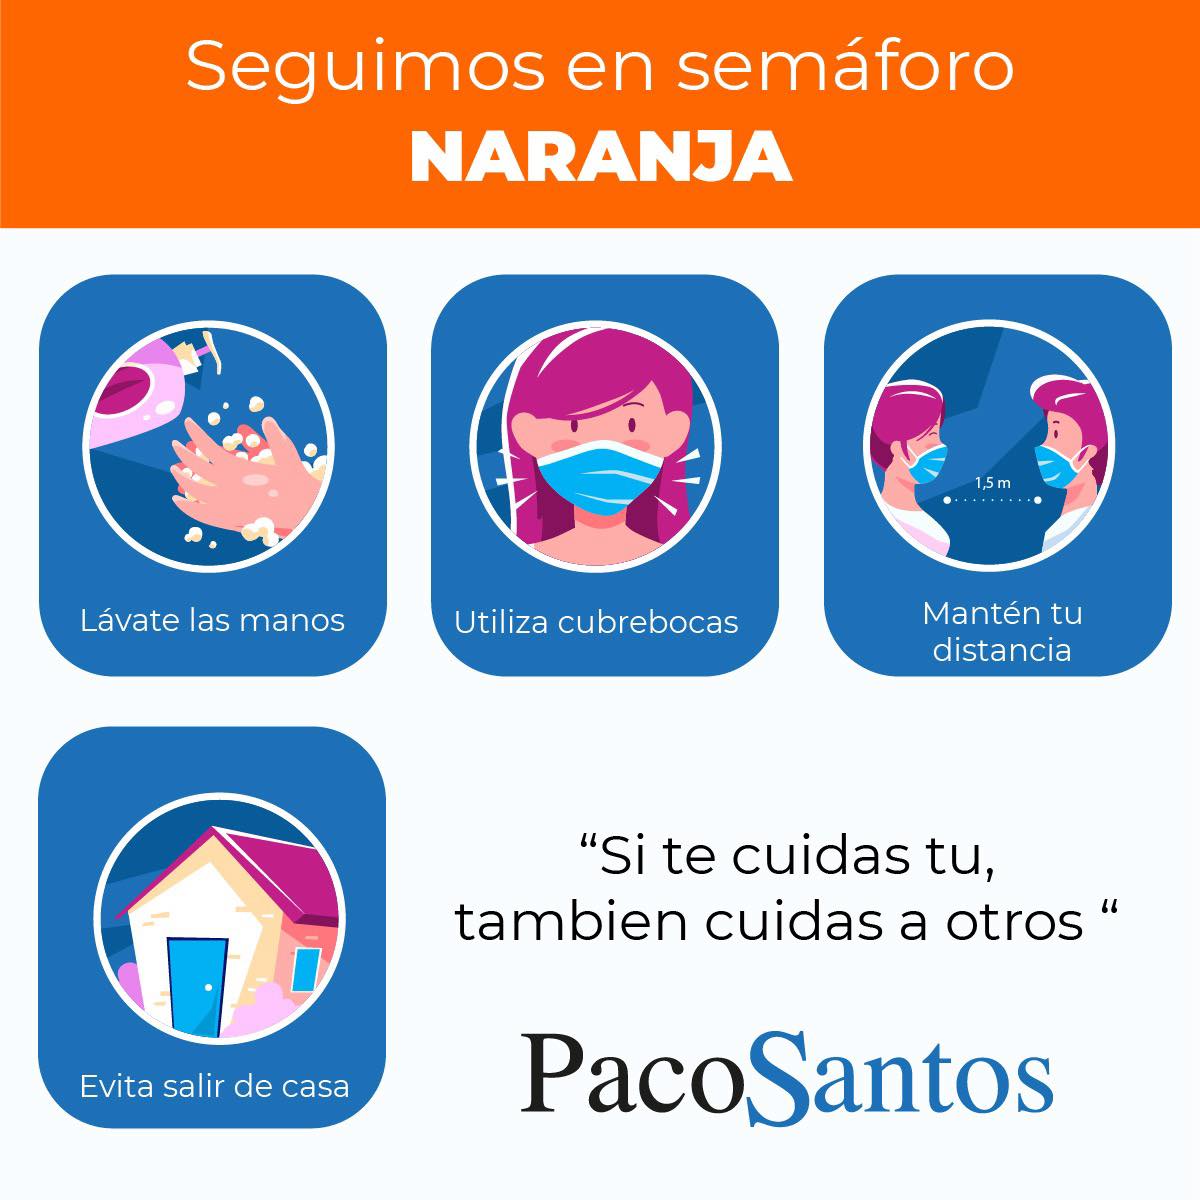 Seguimos en semáforo
NARANJA
Lávate las manos
Utiliza cubrebocas
1,5 m
Mantén tu
distancia
Evita salir de casa
“Si te cuidas tu,
tambien cuidas a otros “
PacoSantos